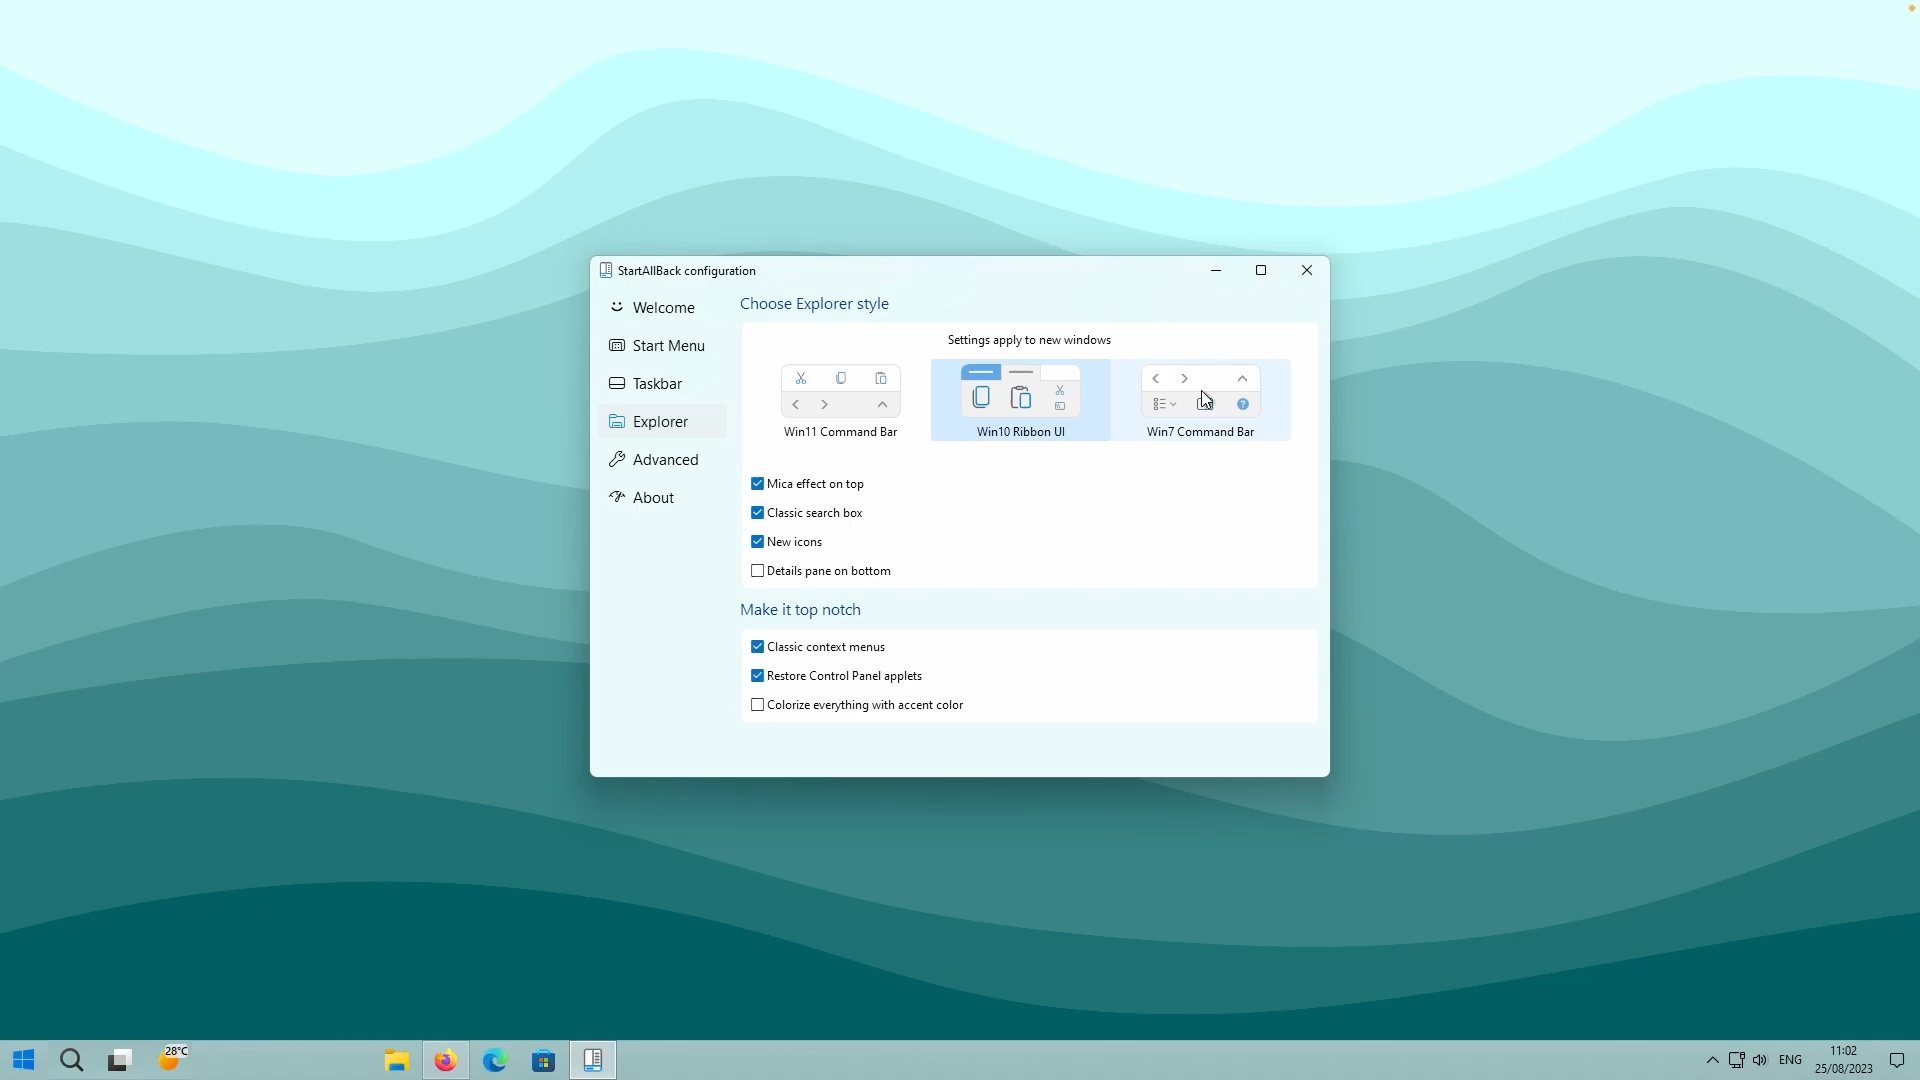 StartAllBack configuration
Welcome
Start Menu
Taskbar
Explorer
Advanced
About
Choose Explorer style
Settings apply to new windows
Win11 Command Bar
Win10 Ribbon UI
Win7 Command Bar
Mica effect on top
Classic search box
New icons
Details pane on bottom
Make it top notch
Classic context menus
Restore Control Panel applets
Colorize everything with accent color
28°C
ENG
11:02
25/08/2023